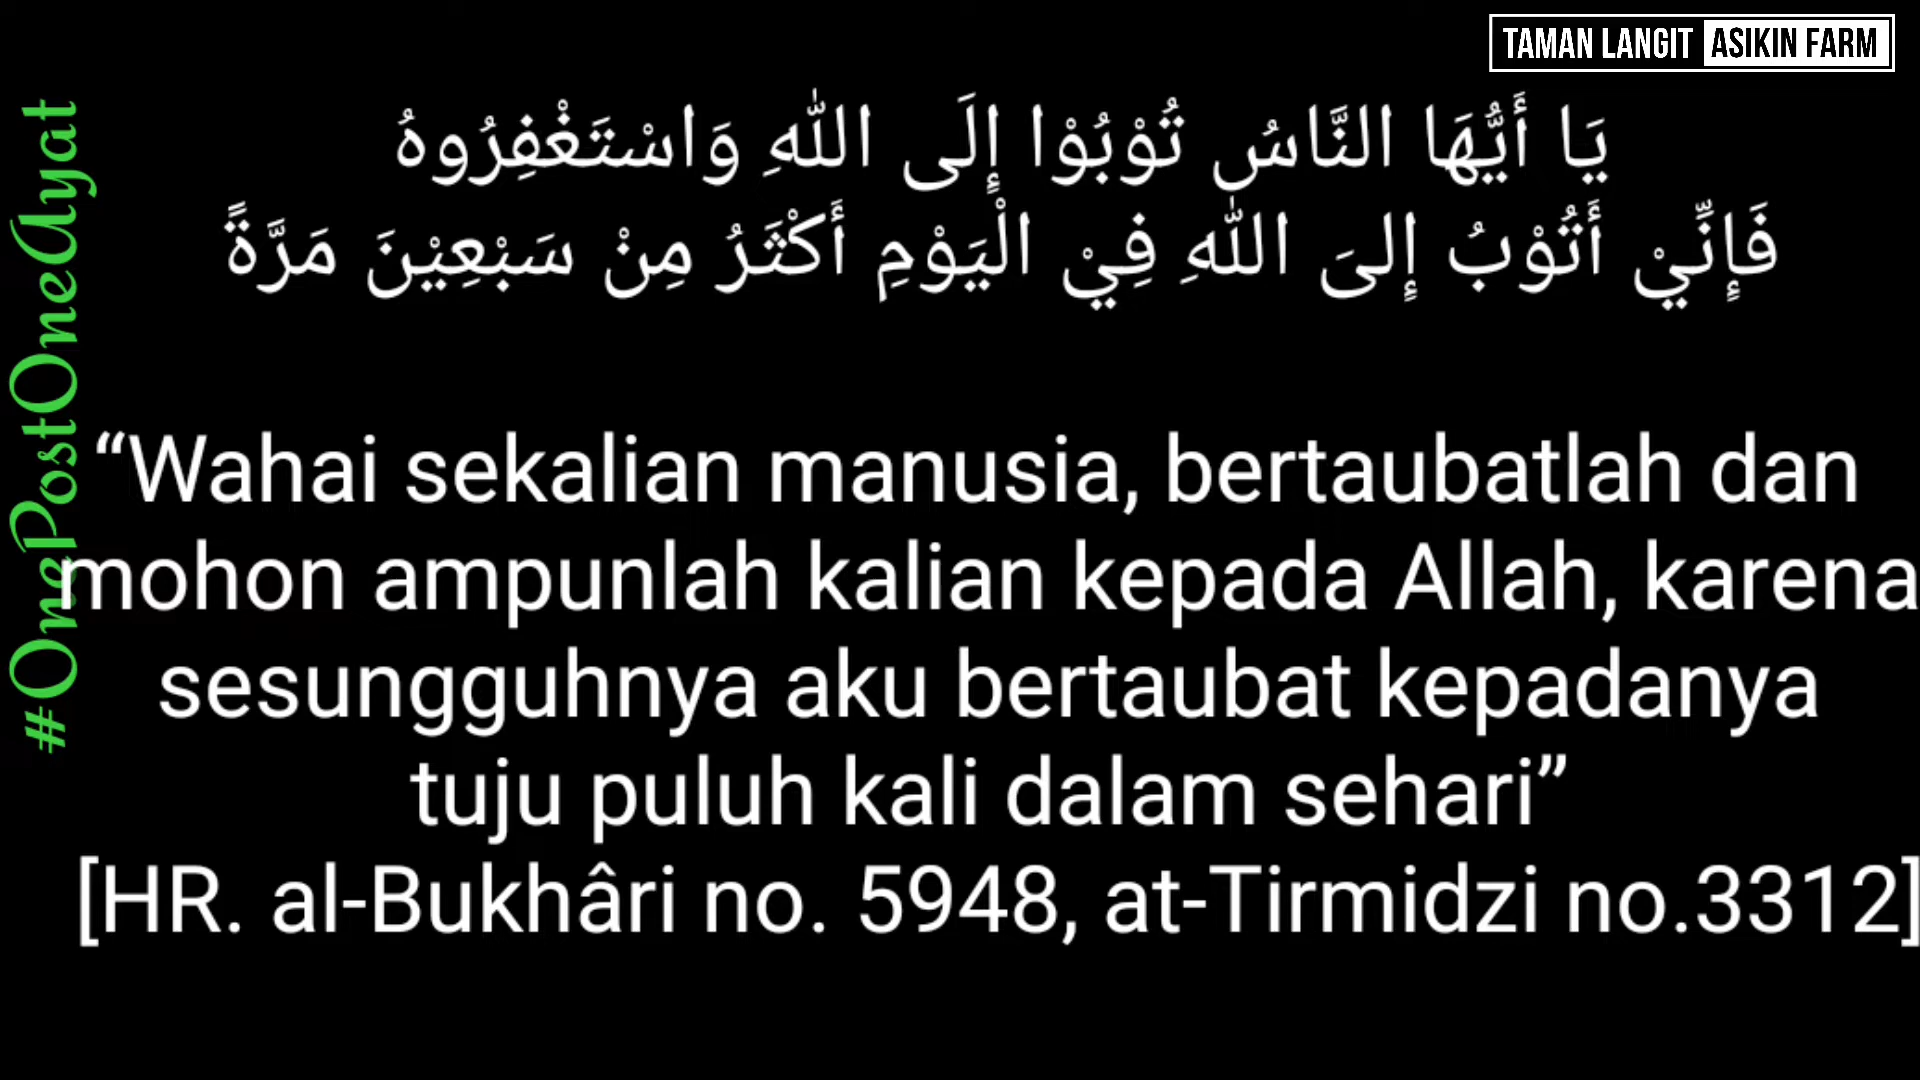 TAMAN LANGIT ASIKIN FARM
يَا أَيُّهَا النَّاسُ تُوْبُوْا إِلَى اللهِ وَاسْتَغْفِرُوهُ
فَإِنِّيْ أَتُوْبُ إِلىَ اللهِ فِيْ الْيَوْمِ أَكْثَرُ مِنْ سَبْعِيْنَ مَرَّةً
#OnePostOneAyat
“Wahai sekalian manusia, bertaubatlah dan
mohon ampunlah kalian kepada Allah, karena
sesungguhnya aku bertaubat kepadanya
tuju puluh kali dalam sehari”
[HR. al-Bukhâri no. 5948, at-Tirmidzi no.3312]